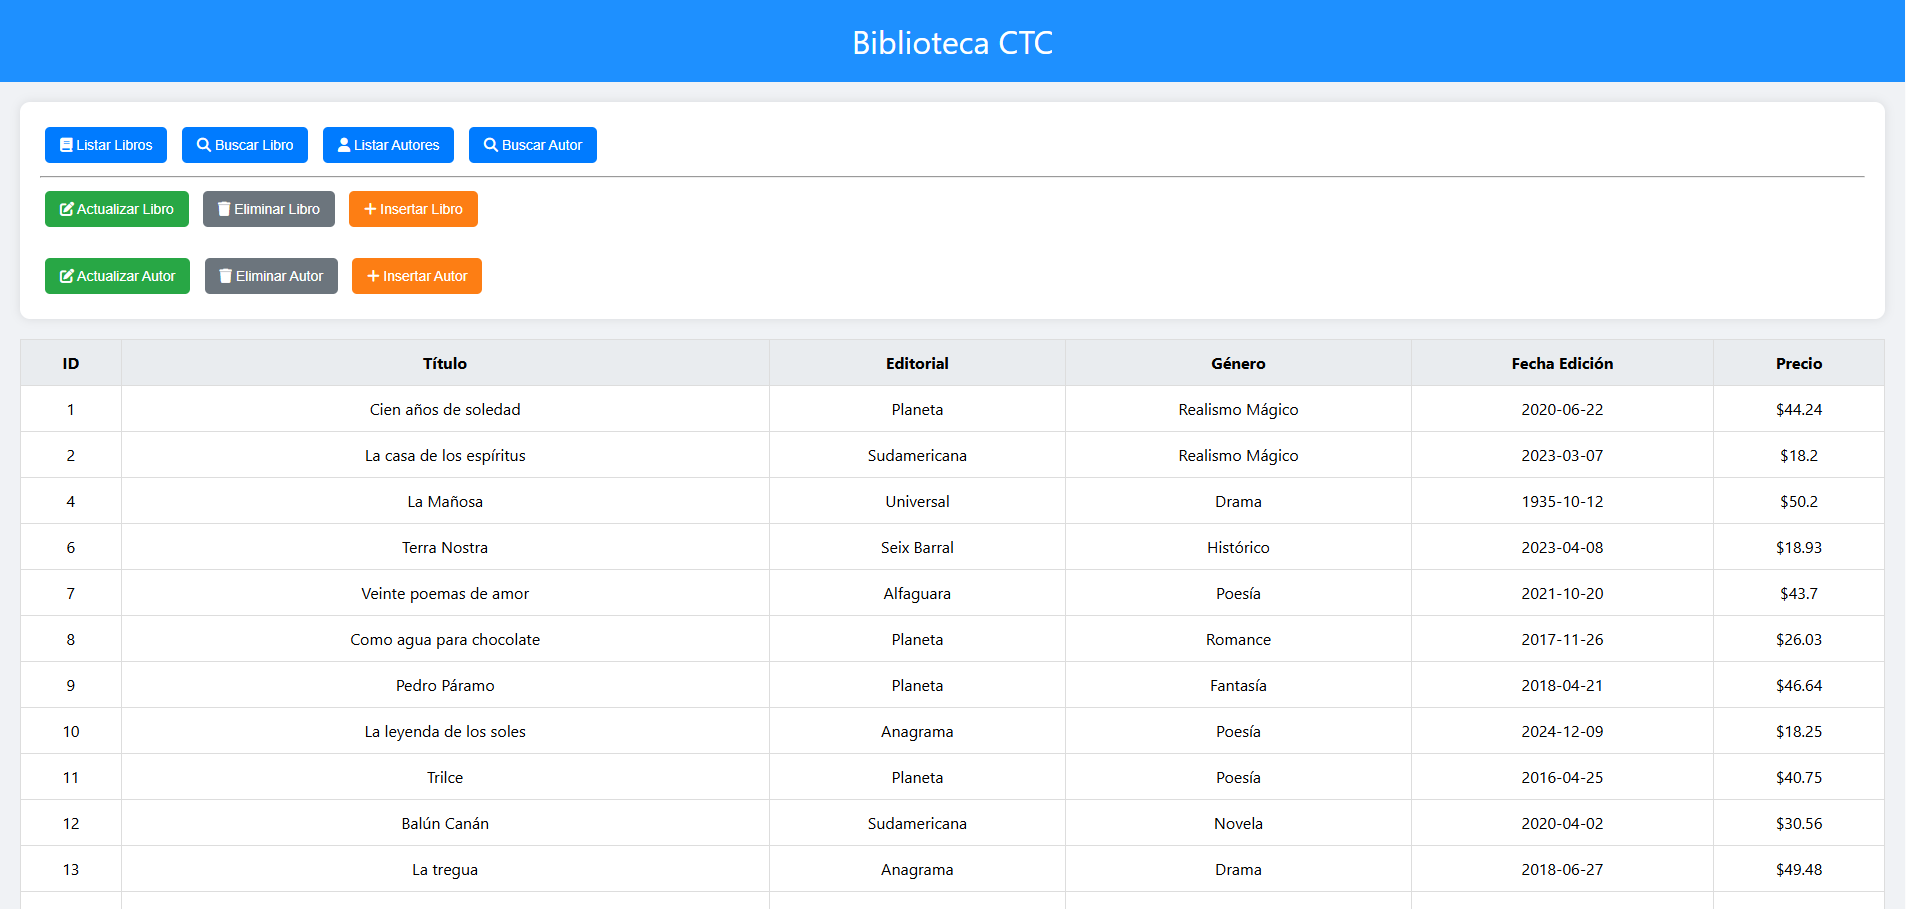 Biblioteca CTC
Listar Libros Buscar Libro Listar Autores Buscar Autor
Actualizar Libro Eliminar Libro Insertar Libro
Actualizar Autor Eliminar Autor Insertar Autor
ID Título Editorial Género Fecha Edición Precio
1 Cien años de soledad Planeta Realismo Mágico 2020-06-22 $44.24
2 La casa de los espíritus Sudamericana Realismo Mágico 2023-03-07 $18.2
4 La Mañosa Universal Drama 1935-10-12 $50.2
6 Terra Nostra Seix Barral Histórico 2023-04-08 $18.93
7 Veinte poemas de amor Alfaguara Poesía 2021-10-20 $43.7
8 Como agua para chocolate Planeta Romance 2017-11-26 $26.03
9 Pedro Páramo Planeta Fantasía 2018-04-21 $46.64
10 La leyenda de los soles Anagrama Poesía 2024-12-09 $18.25
11 Trilce Planeta Poesía 2016-04-25 $40.75
12 Balún Canán Sudamericana Novela 2020-04-02 $30.56
13 La tregua Anagrama Drama 2018-06-27 $49.48